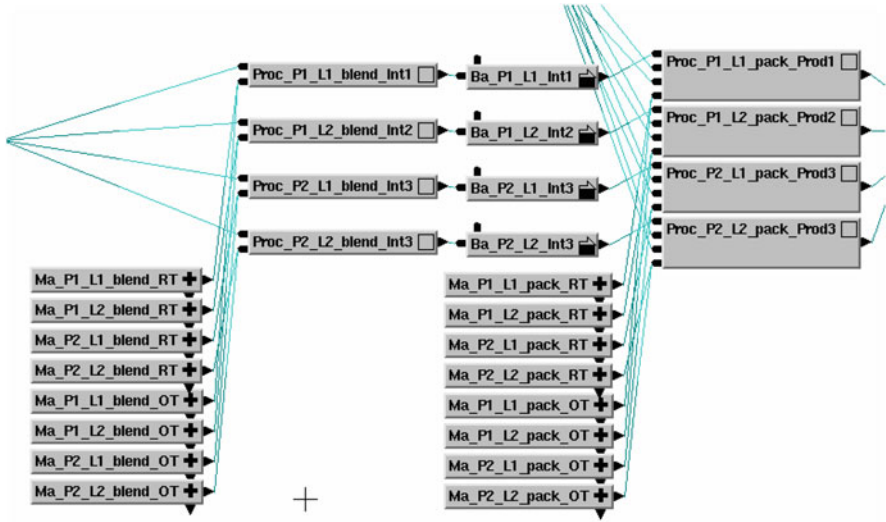 Proc_P1_L1_blend_Int1
Ba_P1_L1_Int1
Proc_P1_L1_pack_Prod1
Proc_P1_L2_blend_Int2
Ba_P1_L2_Int2
Proc_P1_L2_pack_Prod2
Proc_P2_L1_blend_Int3
Ba_P2_L1_Int3
Proc_P2_L1_pack_Prod3
Proc_P2_L2_blend_Int3
Ba_P2_L2_Int3
Proc_P2_L2_pack_Prod3
Ma_P1_L1_blend_RT
Ma_P1_L2_blend_RT
Ma_P2_L1_blend_RT
Ma_P2_L2_blend_RT
Ma_P1_L1_blend_OT
Ma_P1_L2_blend_OT
Ma_P2_L1_blend_OT
Ma_P2_L2_blend_OT
Ma_P1_L1_pack_RT
Ma_P1_L2_pack_RT
Ma_P2_L1_pack_RT
Ma_P2_L2_pack_RT
Ma_P1_L1_pack_OT
Ma_P1_L2_pack_OT
Ma_P2_L1_pack_OT
Ma_P2_L2_pack_OT